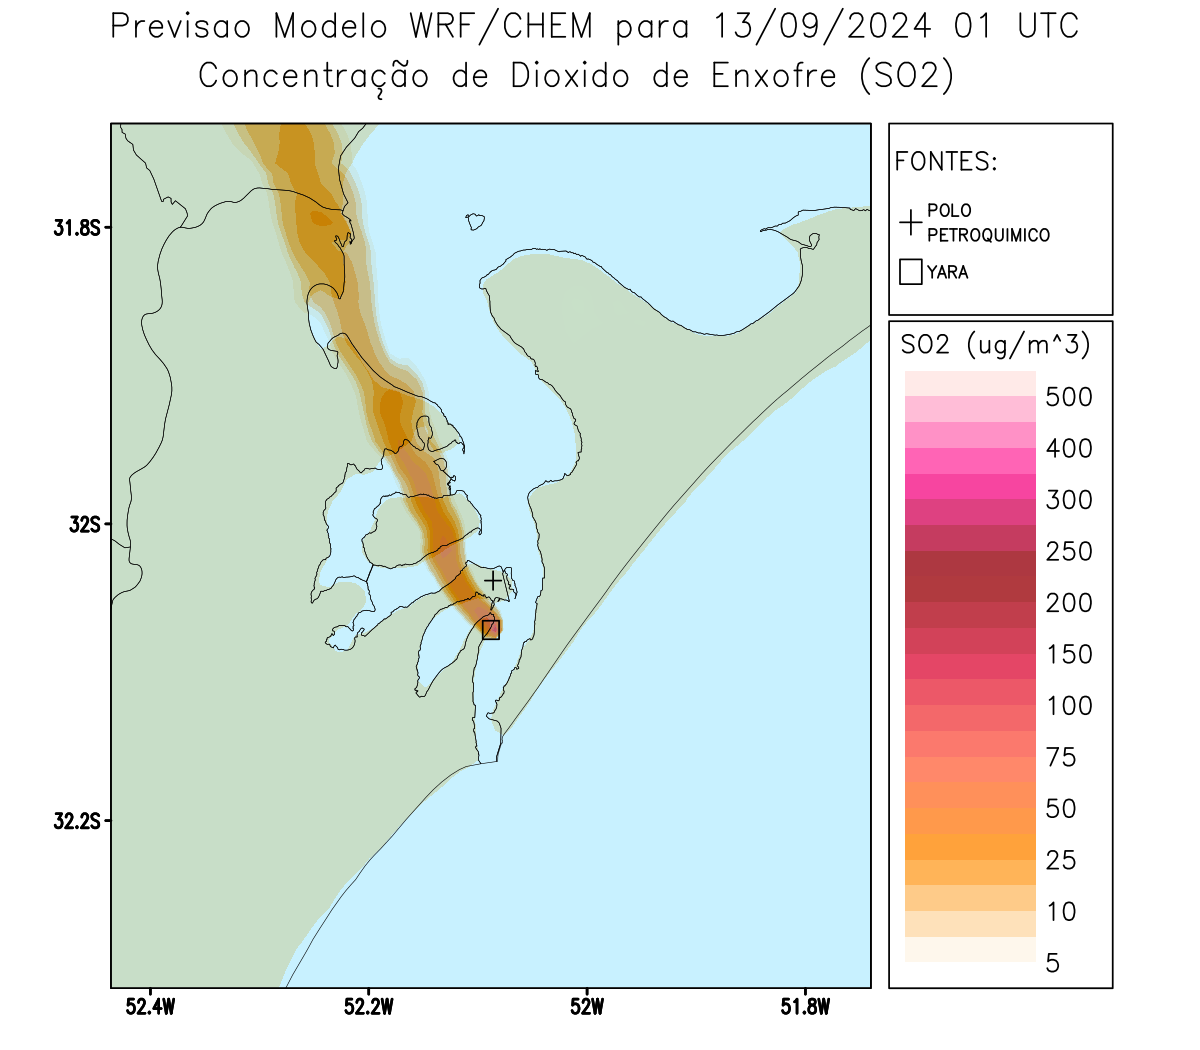 Previsao Modelo WRF/CHEM para 13/09/2024 01 UTC
Concentração de Dioxido de Enxofre (SO2)
FONTES:
POLO
PETROQUIMICO
YARA
SO2 (ug/m^3)
500
400
300
250
200
150
100
75
50
25
10
5
31.8S
32S
32.2S
52.4W
52.2W
52W
51.8W